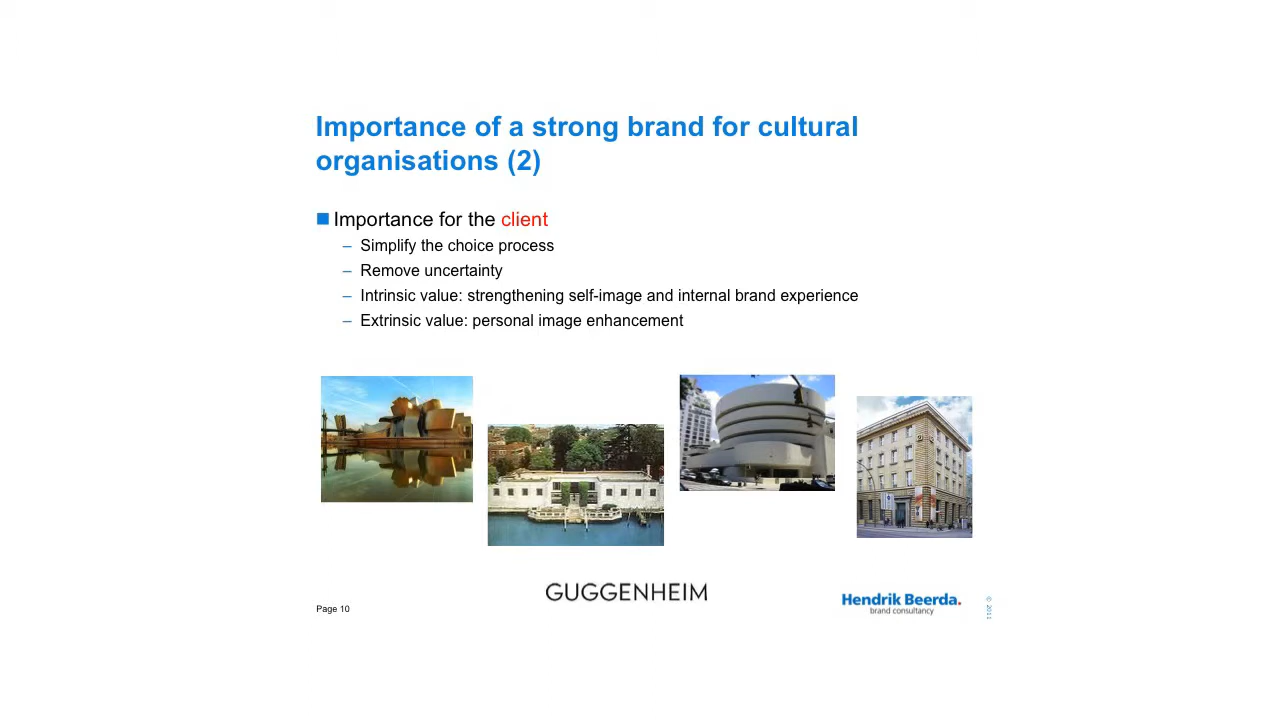 Importance of a strong brand for cultural
organisations (2)
Importance for the client
– Simplify the choice process
– Remove uncertainty
– Intrinsic value: strengthening self-image and internal brand experience
– Extrinsic value: personal image enhancement
GUGGENHEIM
Page 10
Hendrik Beerda.
brand consultancy
© 2011